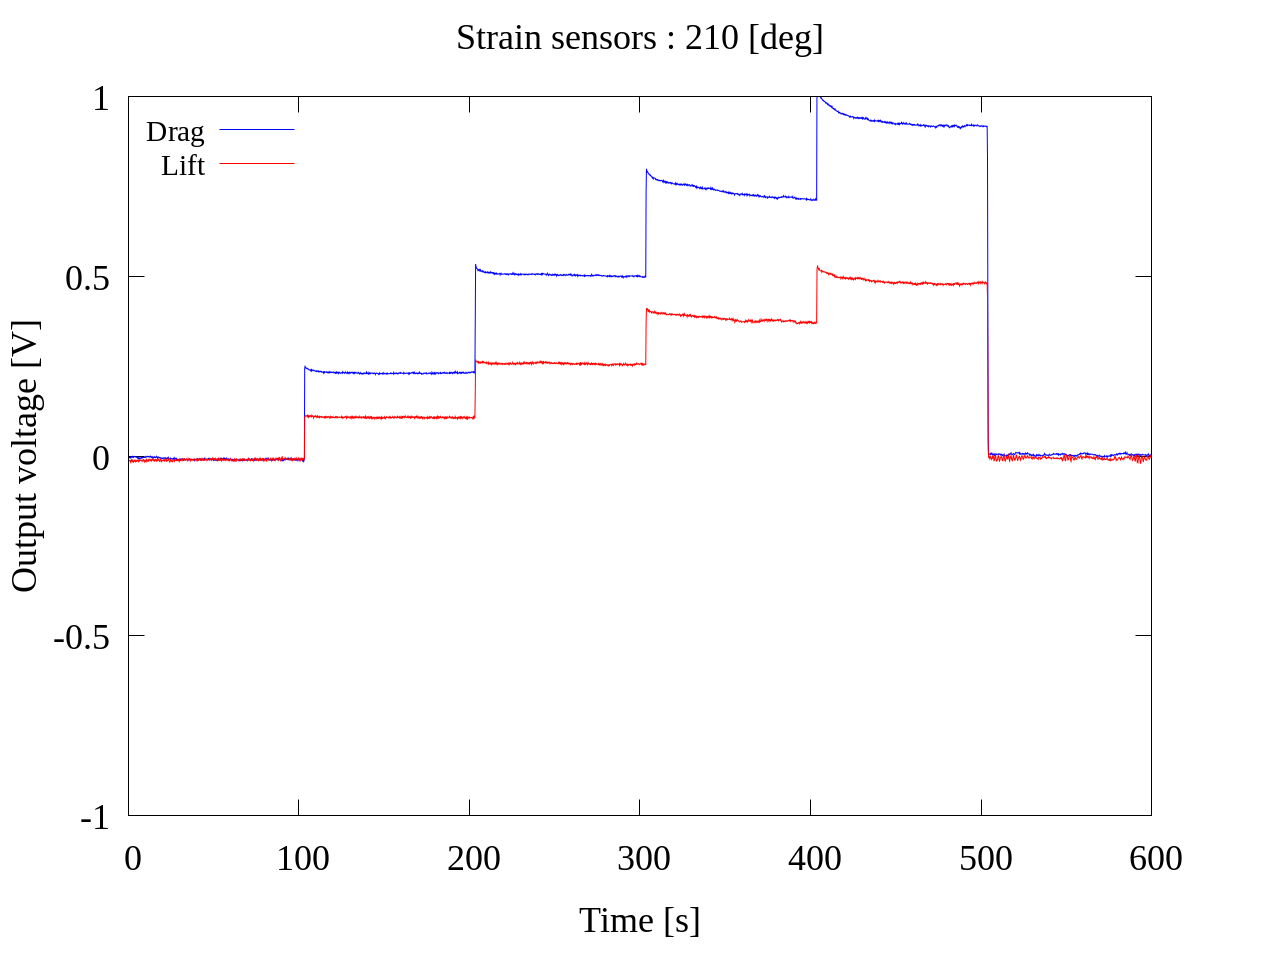 Strain sensors : 210 [deg]
Drag
Lift
1
0.5
0
-0.5
-1
Output voltage [V]
0 100 200 300 400 500 600
Time [s]